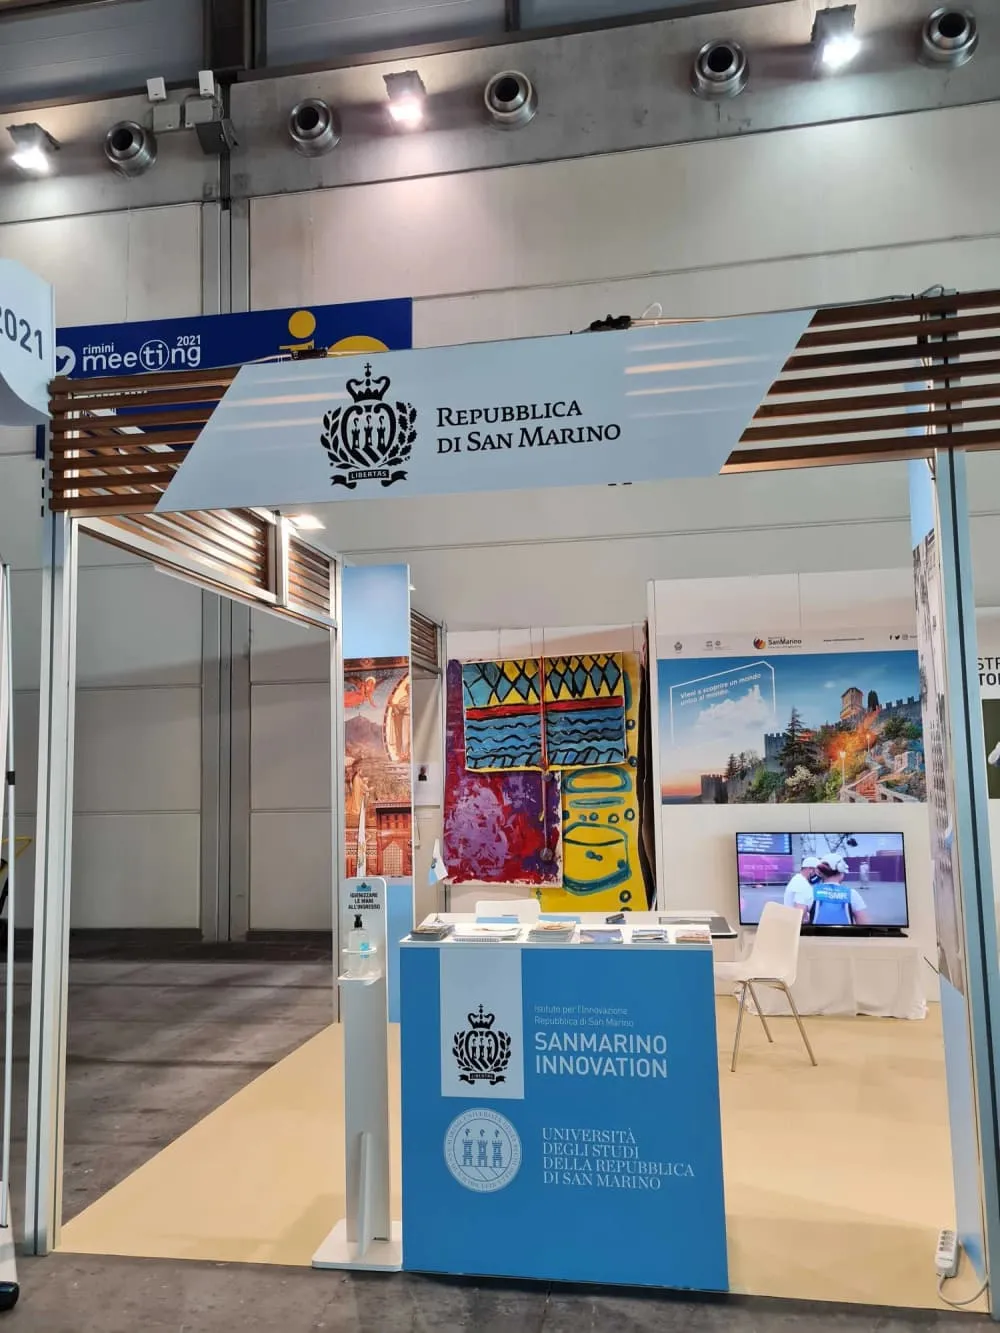 2021
rimini
meeting
2021
REPUBBLICA
DI SAN MARINO
LIBERTAS
SanMarino
Vieni a scoprire un mondo
unico al mondo.
IGIENIZZARE
LE MANI
ALL'INGRESSO
SMR
Istituto per l'Innovazione
Repubblica di San Marino
SANMARINO
INNOVATION
LIBERTAS
UNIVERSITÀ
DEGLI STUDI
DELLA REPUBBLICA
DI SAN MARINO